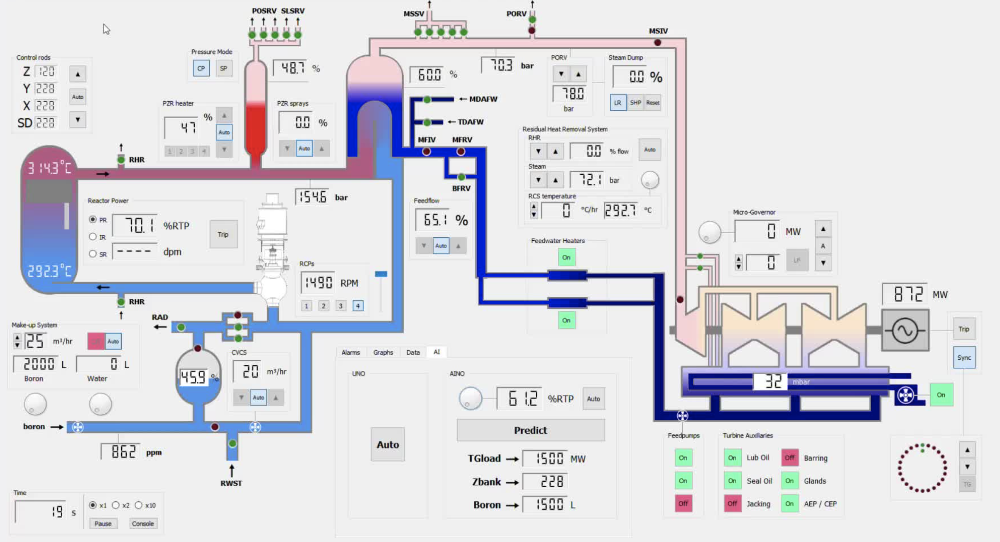 POSRV SLSRV
MSSV
PORV
MSIV
Control rods
Z 120
Y 228
X 228
SD 228
Auto
Pressure Mode
CP SP
48.7 %
60.0 %
70.3 bar
PORV
78.0
bar
Steam Dump
0.0 %
LR SHP Reset
PZR heater
47 %
Auto
1 2 3 4
PZR sprays
0.0 %
Auto
MDAFW
TDAFW
MFIV MFRV
BFRV
Residual Heat Removal System
RHR
0.0 % flow
Auto
Steam
72.1 bar
RCS temperature
0 °C/hr 292.7 °C
314.3°C
RHR
154.6 bar
Reactor Power
PR 70.1 %RTP
IR
SR ---- dpm
Trip
292.3°C
RHR
Feedflow
65.1 %
Auto
Feedwater Heaters
On
On
Micro-Governor
0 MW
A
0
LF
RCPs
1490 RPM
1 2 3 4
872 MW
Trip
Sync
RAD
Make-up System
25 m³/hr
Auto
2000 L 0 L
Boron Water
45.9 %
CVCS
20 m³/hr
Auto
boron
862 ppm
RWST
Alarms Graphs Data AI
UNO
Auto
AINO
61.2 %RTP Auto
Predict
TGload → 1500 MW
Zbank → 228
Boron → 1500 L
32 mbar
On
Feedpumps
On
On
Off
Turbine Auxiliaries
On Lub Oil Off Barring
On Seal Oil On Glands
Off Jacking On AEP / CEP
TG
Time
19 s
x1 x2 x10
Pause Console